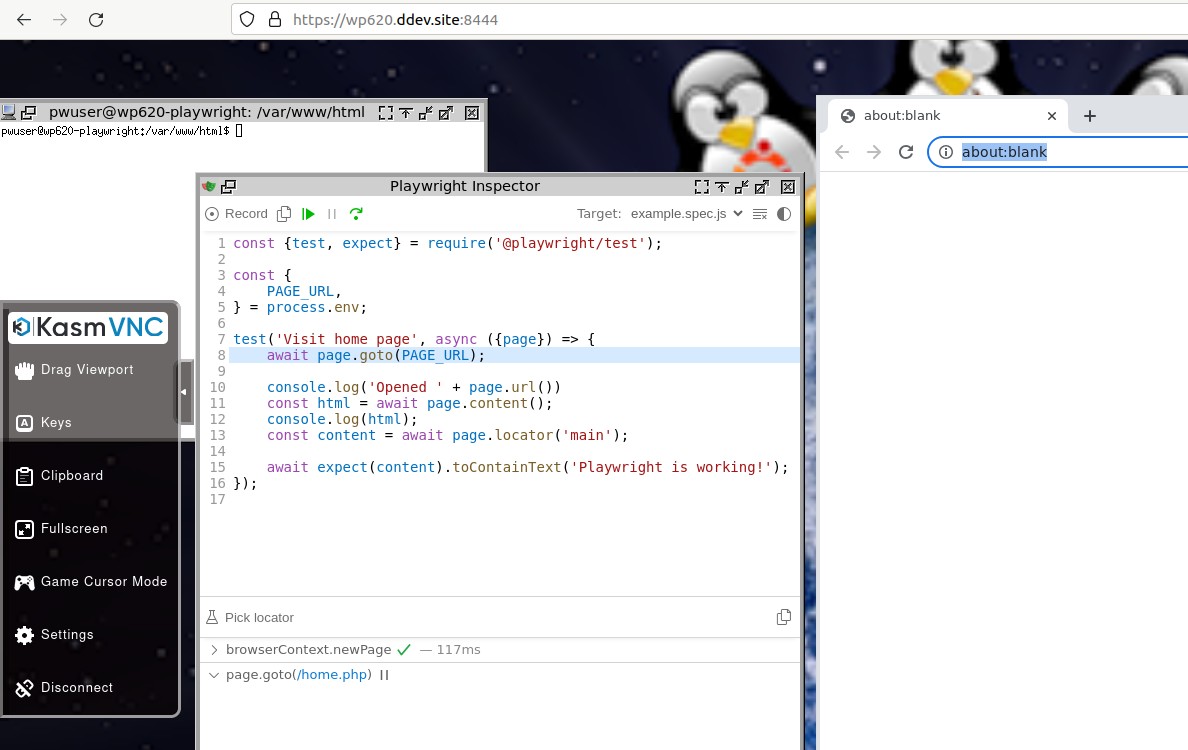 https://wp620.ddev.site:8444
pwuser@wp620-playwright: /var/www/html
pwuser@wp620-playwright:/var/www/html$
about:blank
about:blank
Playwright Inspector
Record
Target: example.spec.js
1 const {test, expect} = require('@playwright/test');
2
3 const {
4     PAGE_URL,
5 } = process.env;
6
7 test('Visit home page', async ({page}) => {
8     await page.goto(PAGE_URL);
9
10     console.log('Opened ' + page.url())
11     const html = await page.content();
12     console.log(html);
13     const content = await page.locator('main');
14
15     await expect(content).toContainText('Playwright is working!');
16 });
17
Pick locator
browserContext.newPage — 117ms
page.goto(/home.php)
KasmVNC
Drag Viewport
A Keys
Clipboard
Fullscreen
Game Cursor Mode
Settings
Disconnect